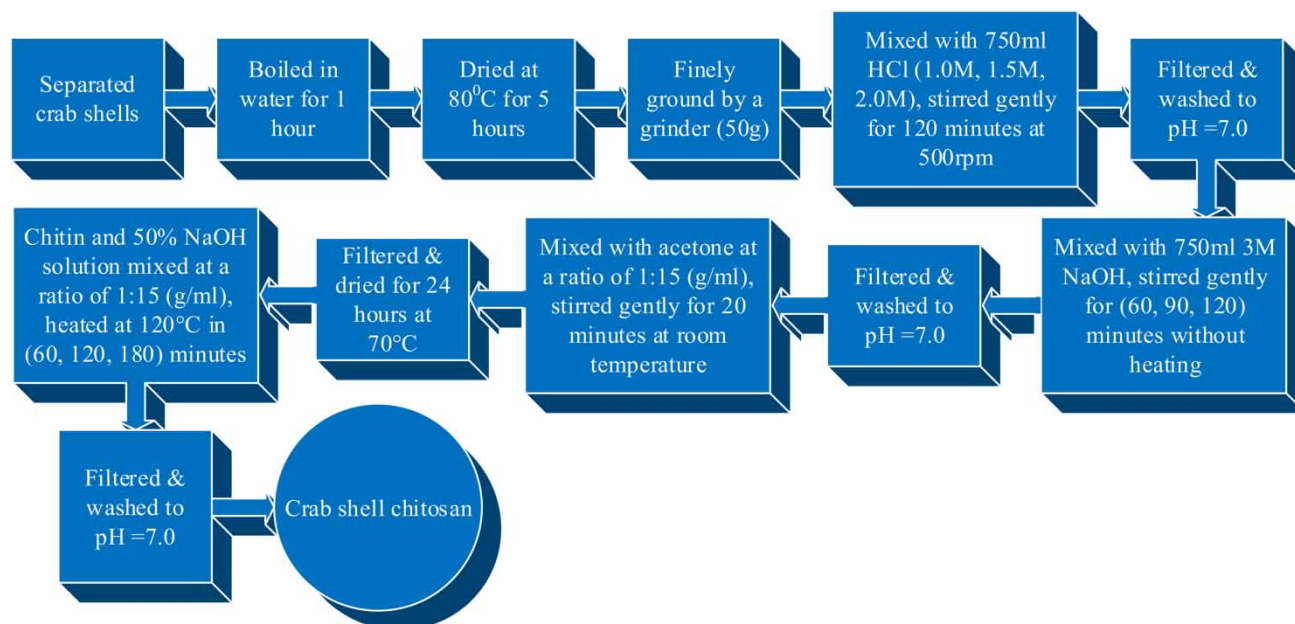 Separated
crab shells
Boiled in
water for 1
hour
Dried at
80⁰C for 5
hours
Finely
ground by a
grinder (50g)
Mixed with 750ml
HCl (1.0M, 1.5M,
2.0M), stirred gently
for 120 minutes at
500rpm
Filtered &
washed to
pH =7.0
Mixed with 750ml 3M
NaOH, stirred gently
for (60, 90, 120)
minutes without
heating
Filtered &
washed to
pH =7.0
Mixed with acetone at
a ratio of 1:15 (g/ml),
stirred gently for 20
minutes at room
temperature
Filtered &
dried for 24
hours at
70°C
Chitin and 50% NaOH
solution mixed at a
ratio of 1:15 (g/ml),
heated at 120°C in
(60, 120, 180) minutes
Filtered &
washed to
pH =7.0
Crab shell chitosan